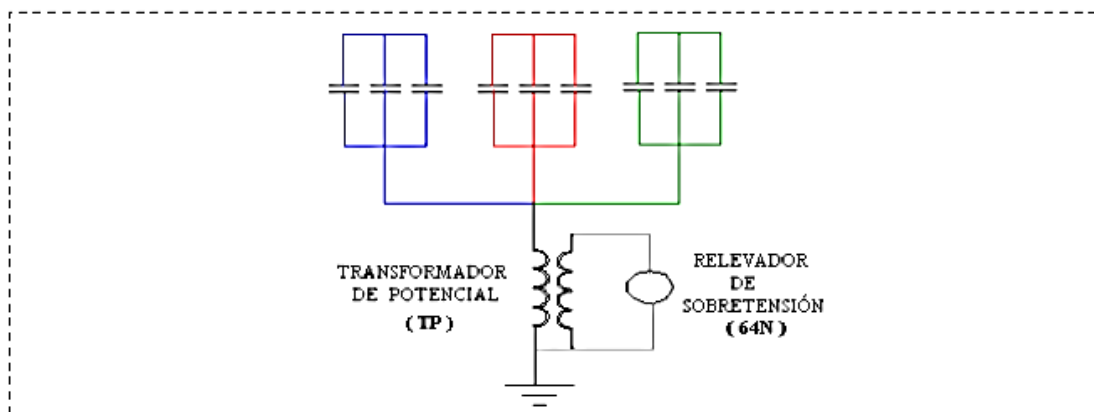 TRANSFORMADOR
DE POTENCIAL
( TP )
RELEVADOR
DE
SOBRETENSIÓN
( 64N )